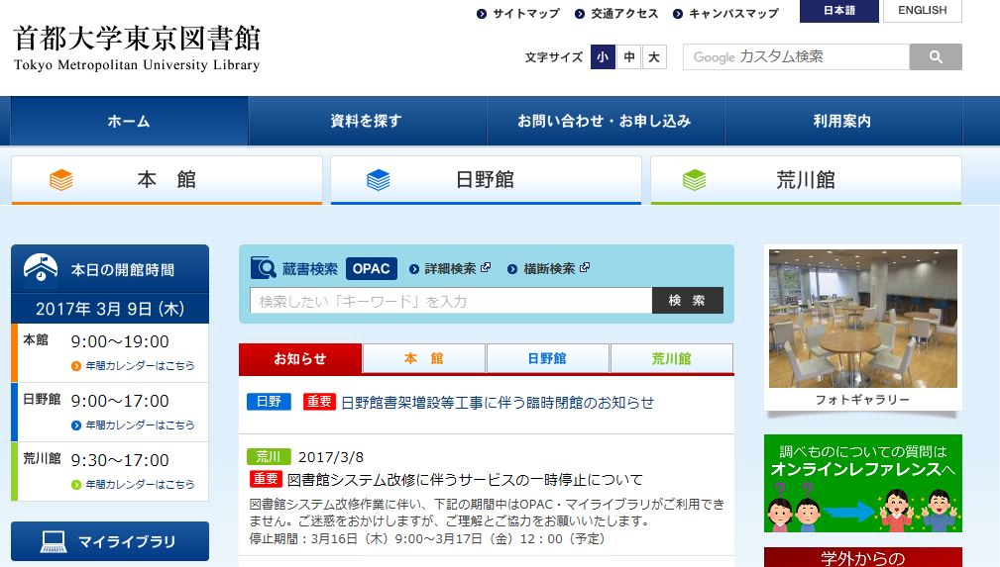 サイトマップ 交通アクセス キャンパスマップ 日本語 ENGLISH
首都大学東京図書館
Tokyo Metropolitan University Library
文字サイズ 小 中 大 Google カスタム検索
ホーム 資料を探す お問い合わせ・お申し込み 利用案内
本 館 日野館 荒川館
本日の開館時間
2017年 3月 9日 (木)
本館 9:00～19:00
年間カレンダーはこちら
日野館 9:00～17:00
年間カレンダーはこちら
荒川館 9:30～17:00
年間カレンダーはこちら
マイライブラリ
蔵書検索 OPAC 詳細検索 横断検索
検索したい「キーワード」を入力 検 索
お知らせ 本 館 日野館 荒川館
日野 重要 日野館書架増設等工事に伴う臨時閉館のお知らせ
荒川 2017/3/8
重要 図書館システム改修に伴うサービスの一時停止について
図書館システム改修作業に伴い、下記の期間中はOPAC・マイライブラリがご利用でき
ません。ご迷惑をおかけしますが、ご理解とご協力をお願いいたします。
停止期間：3月16日（木）9:00～3月17日（金）12：00（予定）
フォトギャラリー
調べものについての質問は
オンラインレファレンスへ
? ?
学外からの